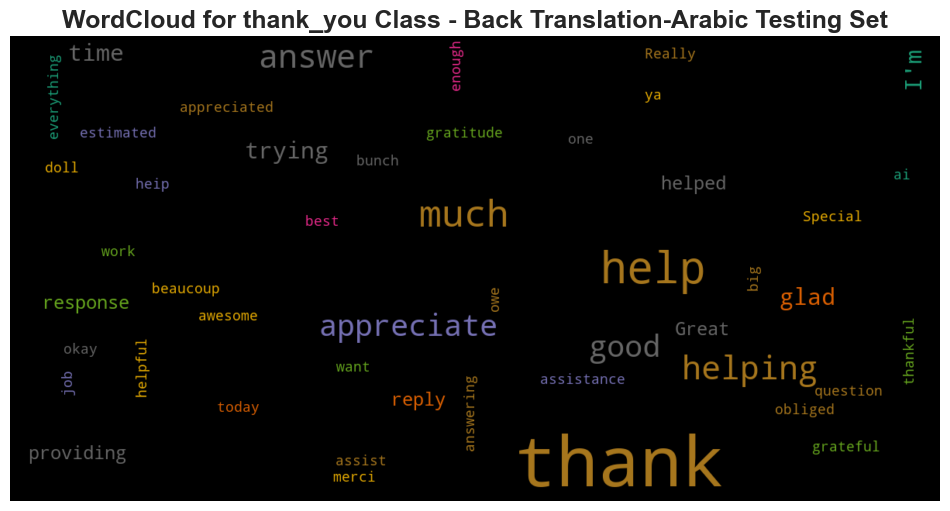 WordCloud for thank_you Class - Back Translation-Arabic Testing Set
time
answer
enough
Really
I'm
everything
ya
appreciated
estimated
gratitude
one
trying
bunch
doll
heip
helped
ai
much
best
Special
work
help
big
beaucoup
response
owe
glad
awesome
appreciate
Great
okay
good
thankful
helpful
want
helping
job
assistance
question
today
reply
answering
obliged
thank
grateful
providing
assist
merci